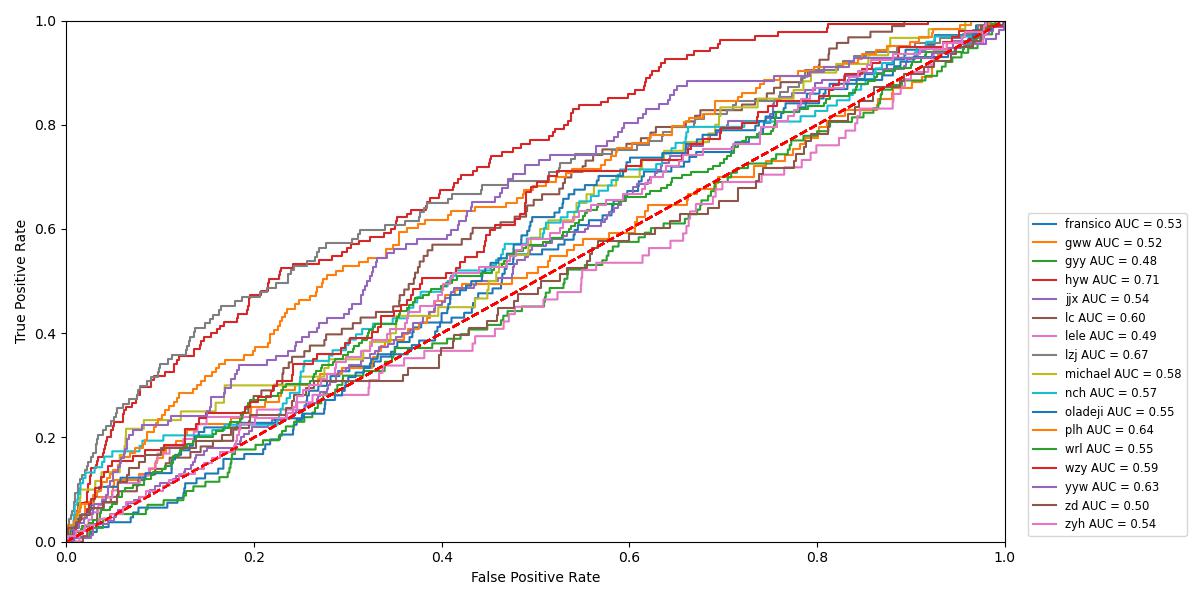 1.0
0.8
0.6
0.4
0.2
0.0
True Positive Rate
0.0 0.2 0.4 0.6 0.8 1.0
False Positive Rate
fransico AUC = 0.53
gww AUC = 0.52
gyy AUC = 0.48
hyw AUC = 0.71
jjx AUC = 0.54
lc AUC = 0.60
lele AUC = 0.49
lzj AUC = 0.67
michael AUC = 0.58
nch AUC = 0.57
oladeji AUC = 0.55
plh AUC = 0.64
wrl AUC = 0.55
wzy AUC = 0.59
yyw AUC = 0.63
zd AUC = 0.50
zyh AUC = 0.54